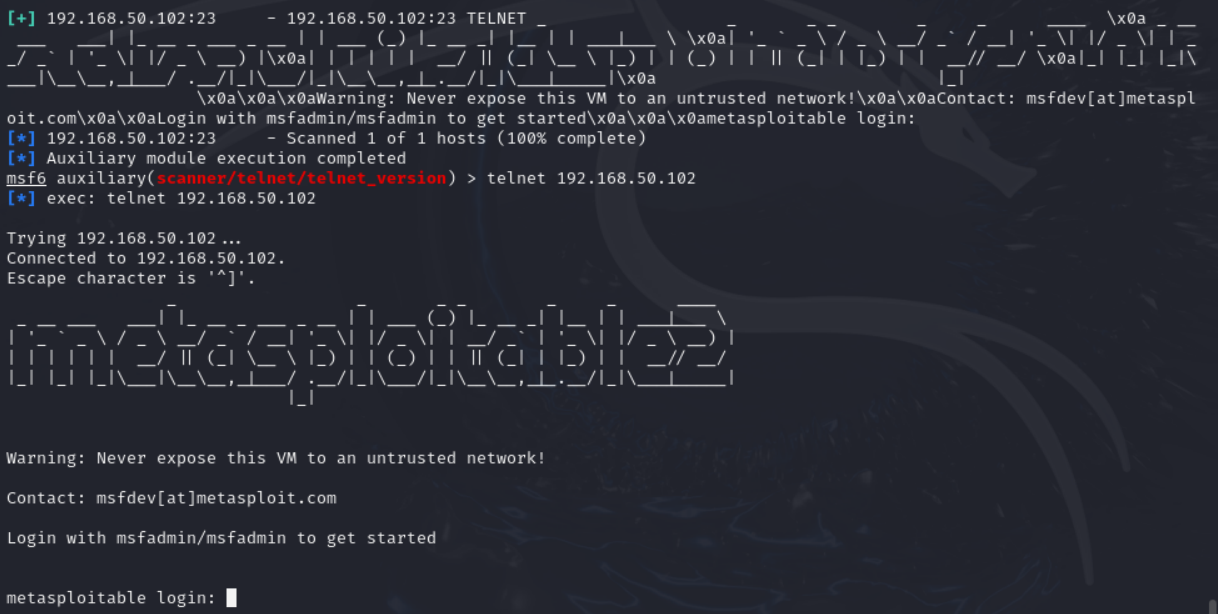 [+] 192.168.50.102:23     - 192.168.50.102:23 TELNET _                  _       _ _        _     _      ____  \x0a _ __
 ___   ___| |_ __ _ ___ _ __ | | ___ (_) |_ __ _| |__ | | ___|___ \ \x0a| '_ ` _ \ / _ \ __/ _` / __| '_ \| |/ _ \| | _
_/ _` | '_ \| |/ _ \ __) |\x0a| | | | | |  __/ || (_| \__ \ |_) | | (_) | | || (_| | |_) | |  __// __/ \x0a|_| |_| |_|\
___|\__\__,_|___/ .__/|_|\___/|_|\__\__,_|_.__/|_|\___|_____|\x0a                            |_|
                   \x0a\x0a\x0aWarning: Never expose this VM to an untrusted network!\x0a\x0aContact: msfdev[at]metaspl
oit.com\x0a\x0aLogin with msfadmin/msfadmin to get started\x0a\x0a\x0ametasploitable login:
[*] 192.168.50.102:23     - Scanned 1 of 1 hosts (100% complete)
[*] Auxiliary module execution completed
msf6 auxiliary(scanner/telnet/telnet_version) > telnet 192.168.50.102
[*] exec: telnet 192.168.50.102
Trying 192.168.50.102...
Connected to 192.168.50.102.
Escape character is '^]'.
metasploitable2
Warning: Never expose this VM to an untrusted network!
Contact: msfdev[at]metasploit.com
Login with msfadmin/msfadmin to get started
metasploitable login: